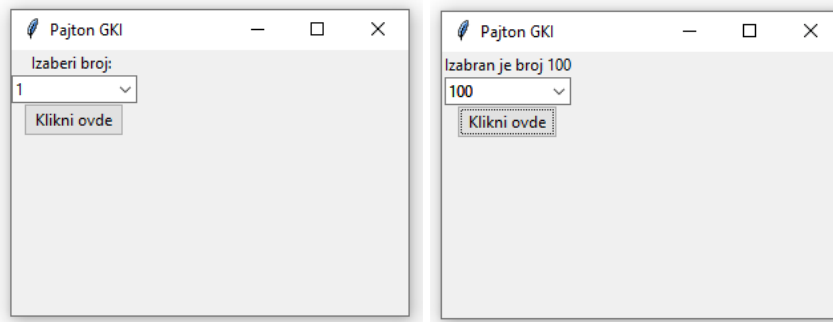 Pajton GKI
Izaberi broj:
1
Klikni ovde
Pajton GKI
Izabran je broj 100
100
Klikni ovde